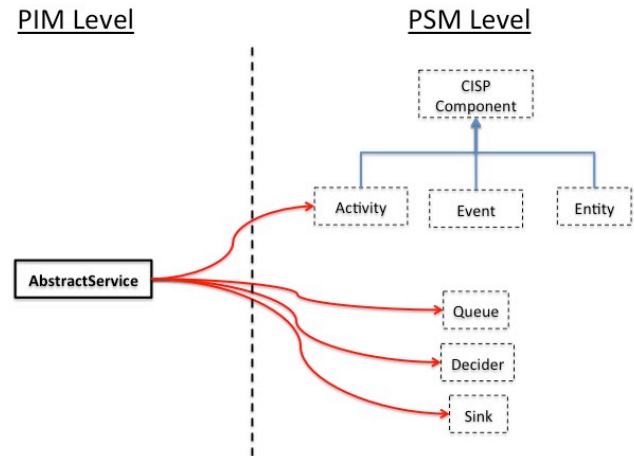 PIM Level
PSM Level
CISP
Component
Activity
Event
Entity
AbstractService
Queue
Decider
Sink